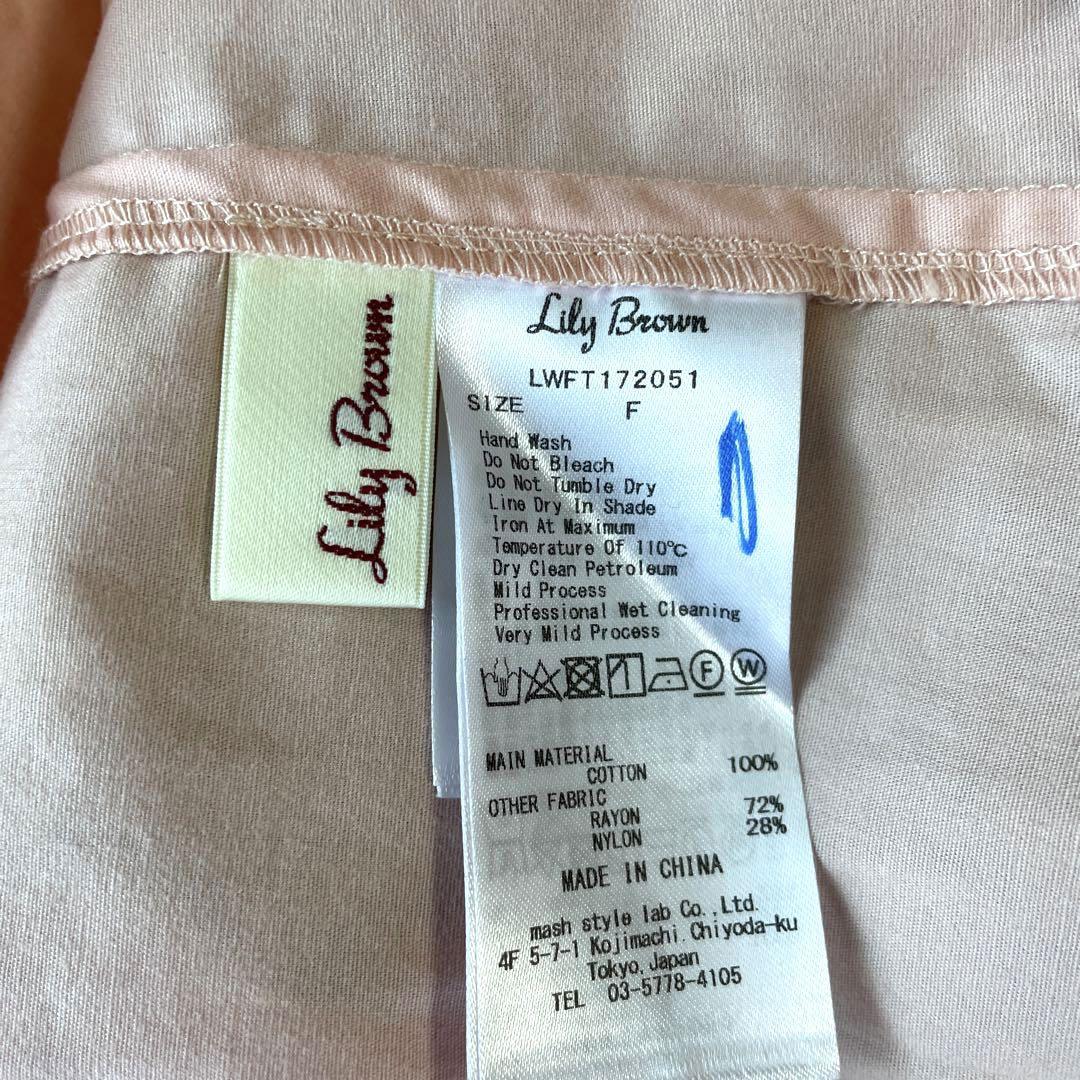 Lily Brown
Lily Brown
LWFT172051
SIZE F
Hand Wash
Do Not Bleach
Do Not Tumble Dry
Line Dry In Shade
Iron At Maximum
Temperature Of 110℃
Dry Clean Petroleum
Mild Process
Professional Wet Cleaning
Very Mild Process
F W
MAIN MATERIAL
COTTON 100%
OTHER FABRIC
RAYON 72%
NYLON 28%
MADE IN CHINA
mash style lab Co.,Ltd.
4F 5-7-1 Kojimachi.Chiyoda-ku
Tokyo,Japan
TEL 03-5778-4105